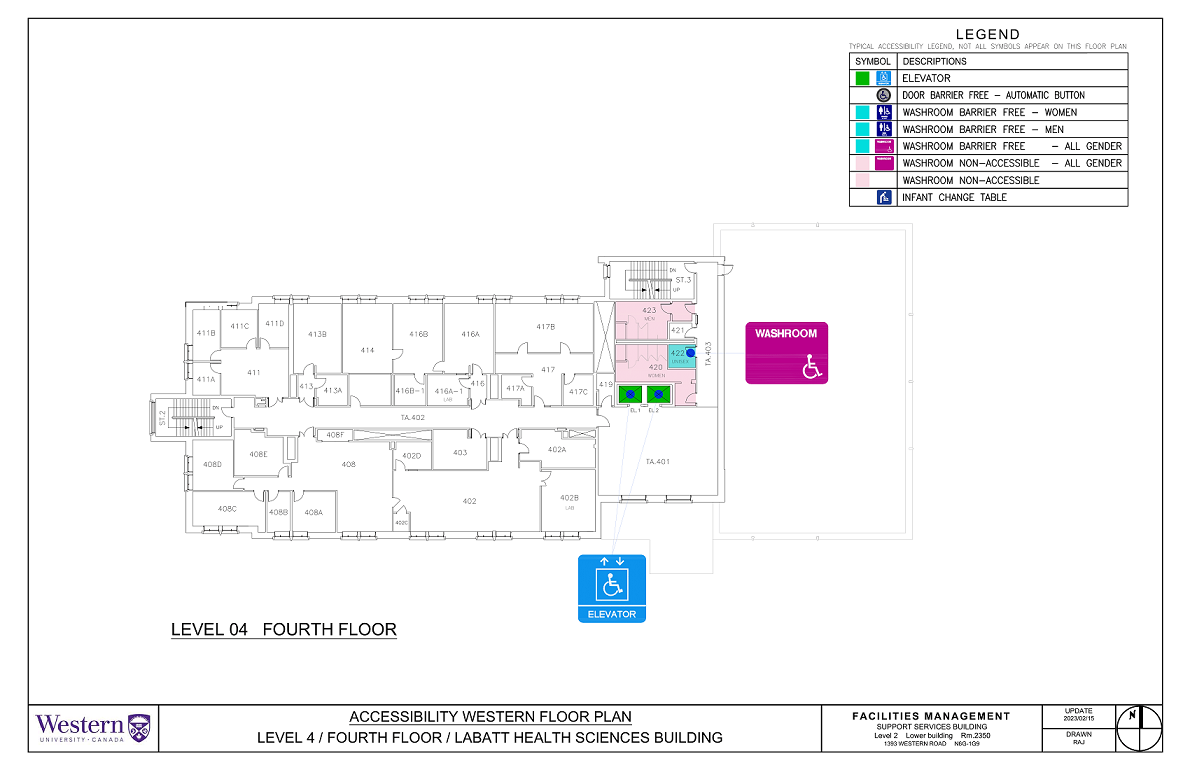 LEGEND
TYPICAL ACCESSIBILITY LEGEND, NOT ALL SYMBOLS APPEAR ON THIS FLOOR PLAN
SYMBOL DESCRIPTIONS
ELEVATOR
DOOR BARRIER FREE – AUTOMATIC BUTTON
WASHROOM BARRIER FREE – WOMEN
WASHROOM BARRIER FREE – MEN
WASHROOM BARRIER FREE – ALL GENDER
WASHROOM NON–ACCESSIBLE – ALL GENDER
WASHROOM NON–ACCESSIBLE
INFANT CHANGE TABLE
DN
ST.3
UP
423
MEN
421
422
420
WOMEN
TA.403
WASHROOM
411B
411C
411D
413B
414
416B
416A
417B
411A
411
413
413A
416B-1
416A-1
LAB
416
417A
417
417C
419
EL.1
EL.2
ST.2
DN
UP
TA.402
408F
408E
408D
408
402D
403
402A
TA.401
408C
408B
408A
402C
402
402B
LAB
ELEVATOR
LEVEL 04 FOURTH FLOOR
Western
UNIVERSITY · CANADA
ACCESSIBILITY WESTERN FLOOR PLAN
LEVEL 4 / FOURTH FLOOR / LABATT HEALTH SCIENCES BUILDING
FACILITIES MANAGEMENT
SUPPORT SERVICES BUILDING
Level 2 Lower building Rm.2350
1393 WESTERN ROAD N6G-1G9
UPDATE
2023/02/15
DRAWN
RAJ
N